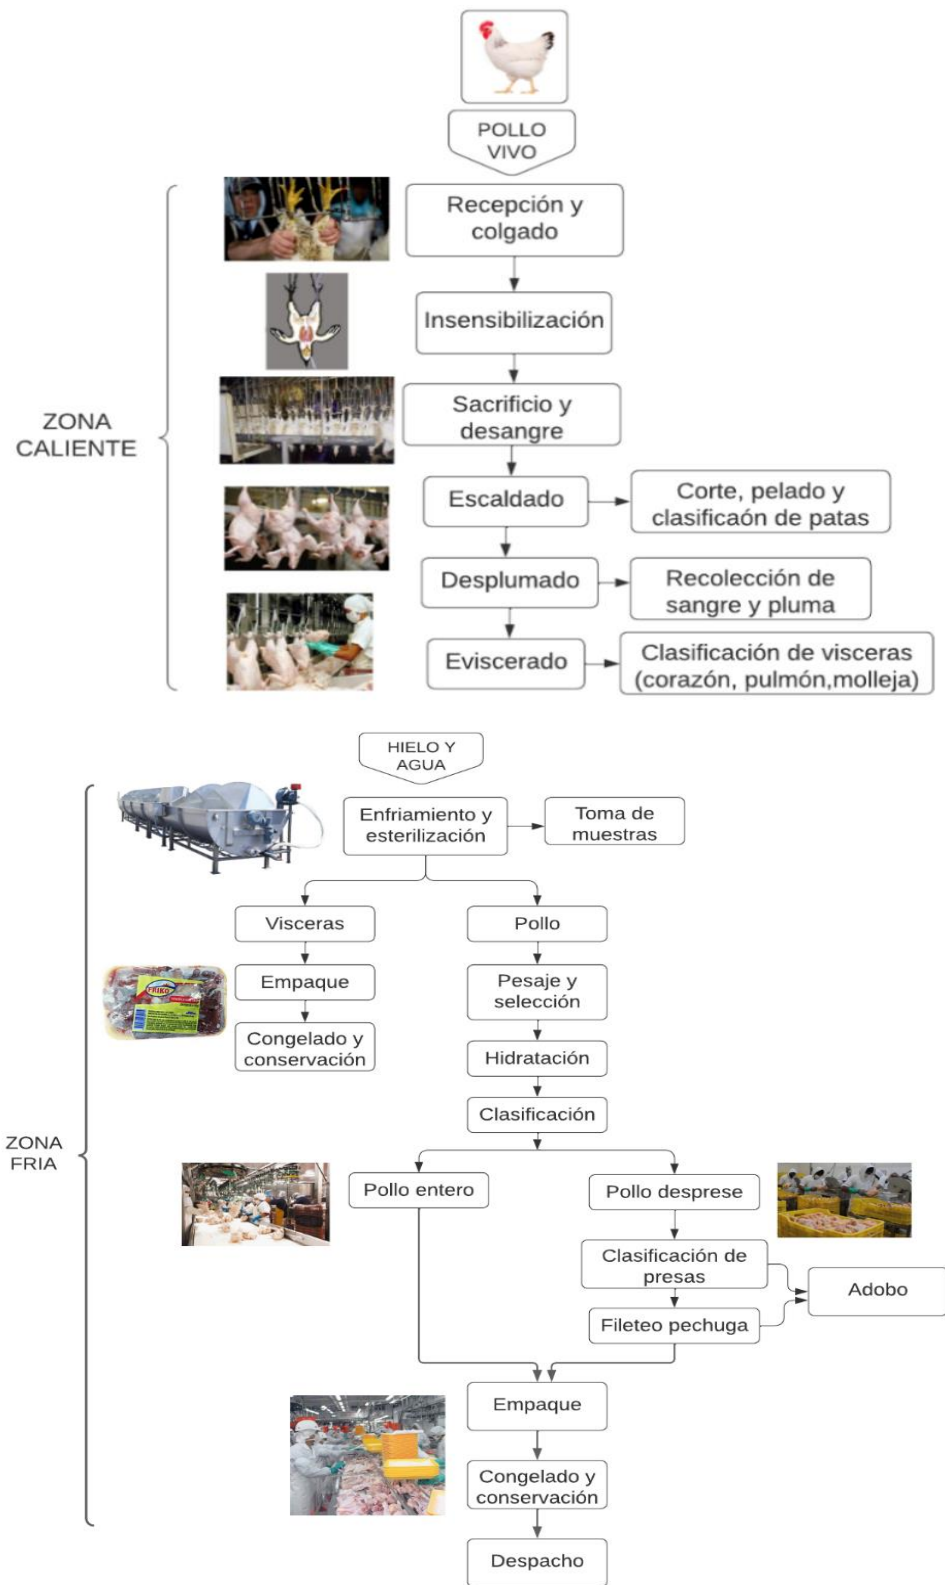 POLLO
VIVO
Recepción y
colgado
Insensibilización
ZONA
CALIENTE
Sacrificio y
desangre
Escaldado
Corte, pelado y
clasificaón de patas
Desplumado
Recolección de
sangre y pluma
Eviscerado
Clasificación de visceras
(corazón, pulmón,molleja)
HIELO Y
AGUA
Enfriamiento y
esterilización
Toma de
muestras
Visceras
Pollo
FRIKO
Empaque
Pesaje y
selección
Congelado y
conservación
Hidratación
Clasificación
ZONA
FRIA
Pollo entero
Pollo desprese
Clasificación de
presas
Adobo
Fileteo pechuga
Empaque
Congelado y
conservación
Despacho